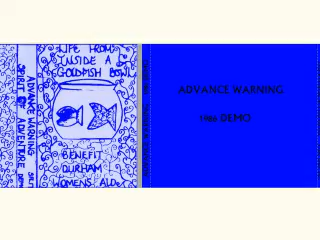 LIFE FROM
INSIDE A
GOLDFISH BOWL
BENEFIT
DURHAM
WOMENS AID
ADVANCE WARNING
SPIRIT OF ADVENTURE
ADVANCE WARNING
1986 DEMO